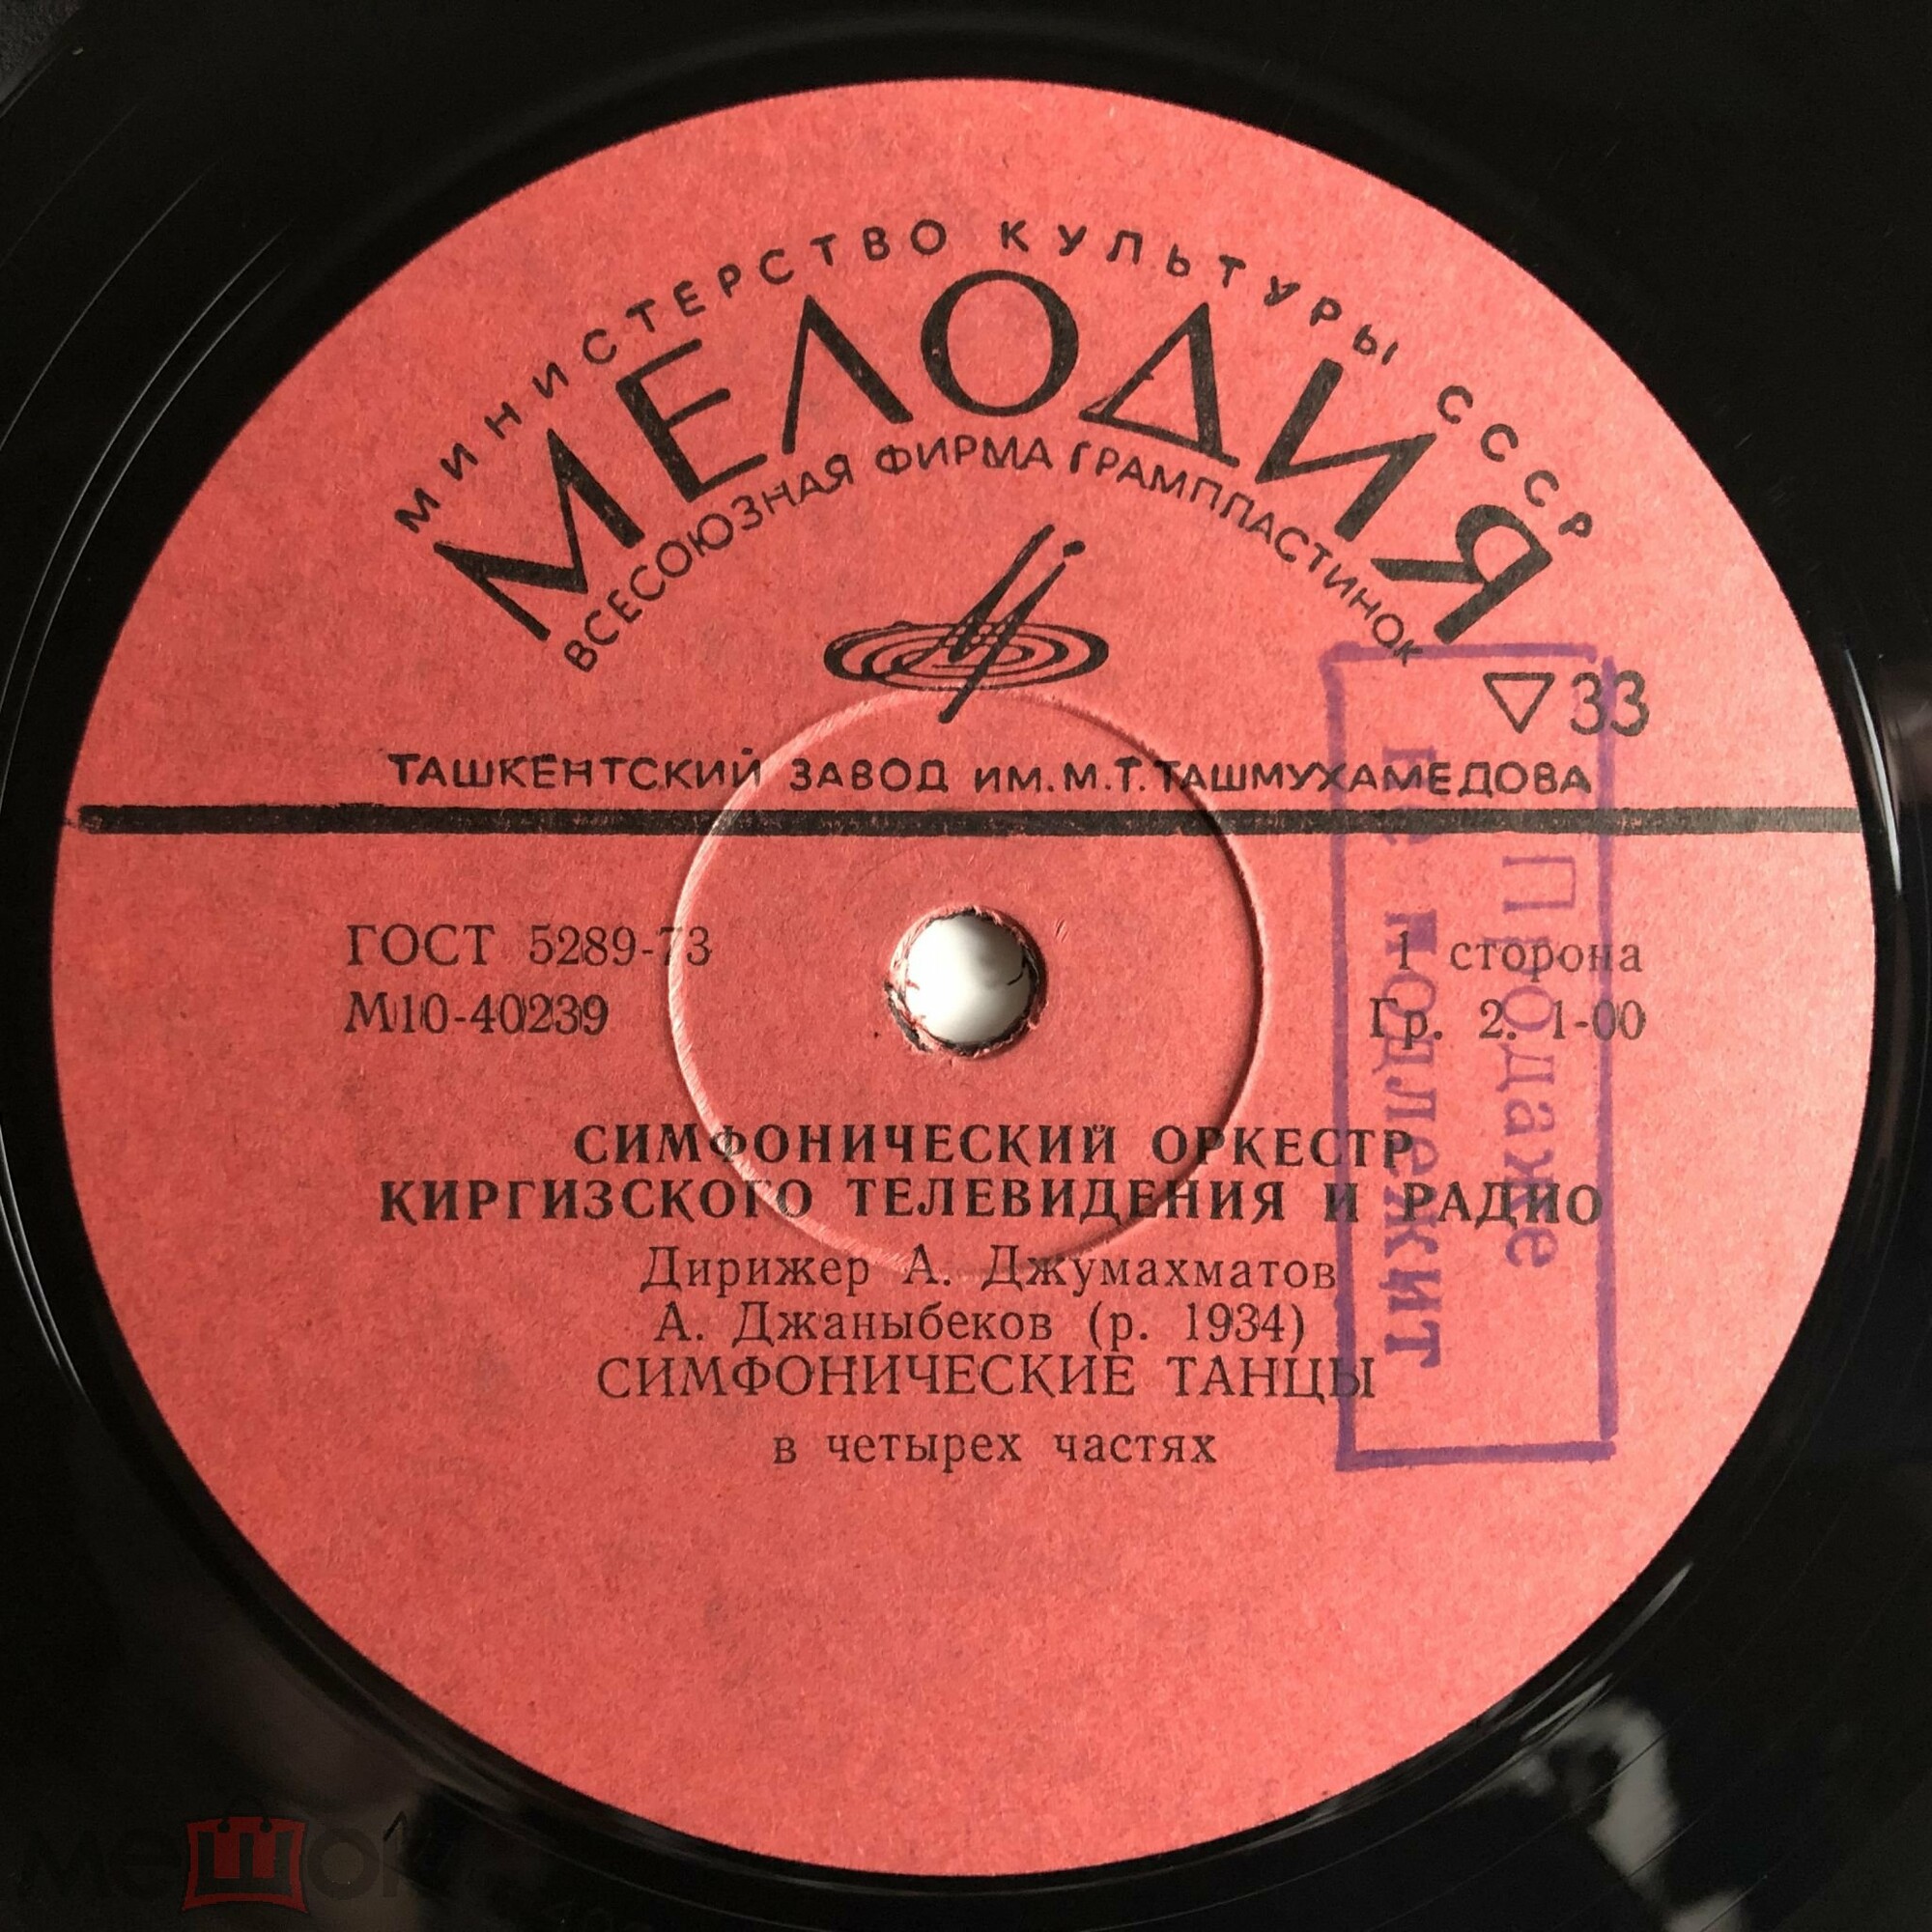 МИНИСТЕРСТВО КУЛЬТУРЫ СССР
МЕЛОДИЯ
ВСЕСОЮЗНАЯ ФИРМА ГРАМПЛАСТИНОК
33
ТАШКЕНТСКИЙ ЗАВОД ИМ. М.Т. ТАШМУХАМЕДОВА
ГОСТ 5289-73
М10-40239
1 сторона
Гр. 2. 1-00
СИМФОНИЧЕСКИЙ ОРКЕСТР
КИРГИЗСКОГО ТЕЛЕВИДЕНИЯ И РАДИО
Дирижер А. Джумахматов
А. Джаныбеков (р. 1934)
СИМФОНИЧЕСКИЕ ТАНЦЫ
в четырех частях
Продаже
не подлежит
мешок